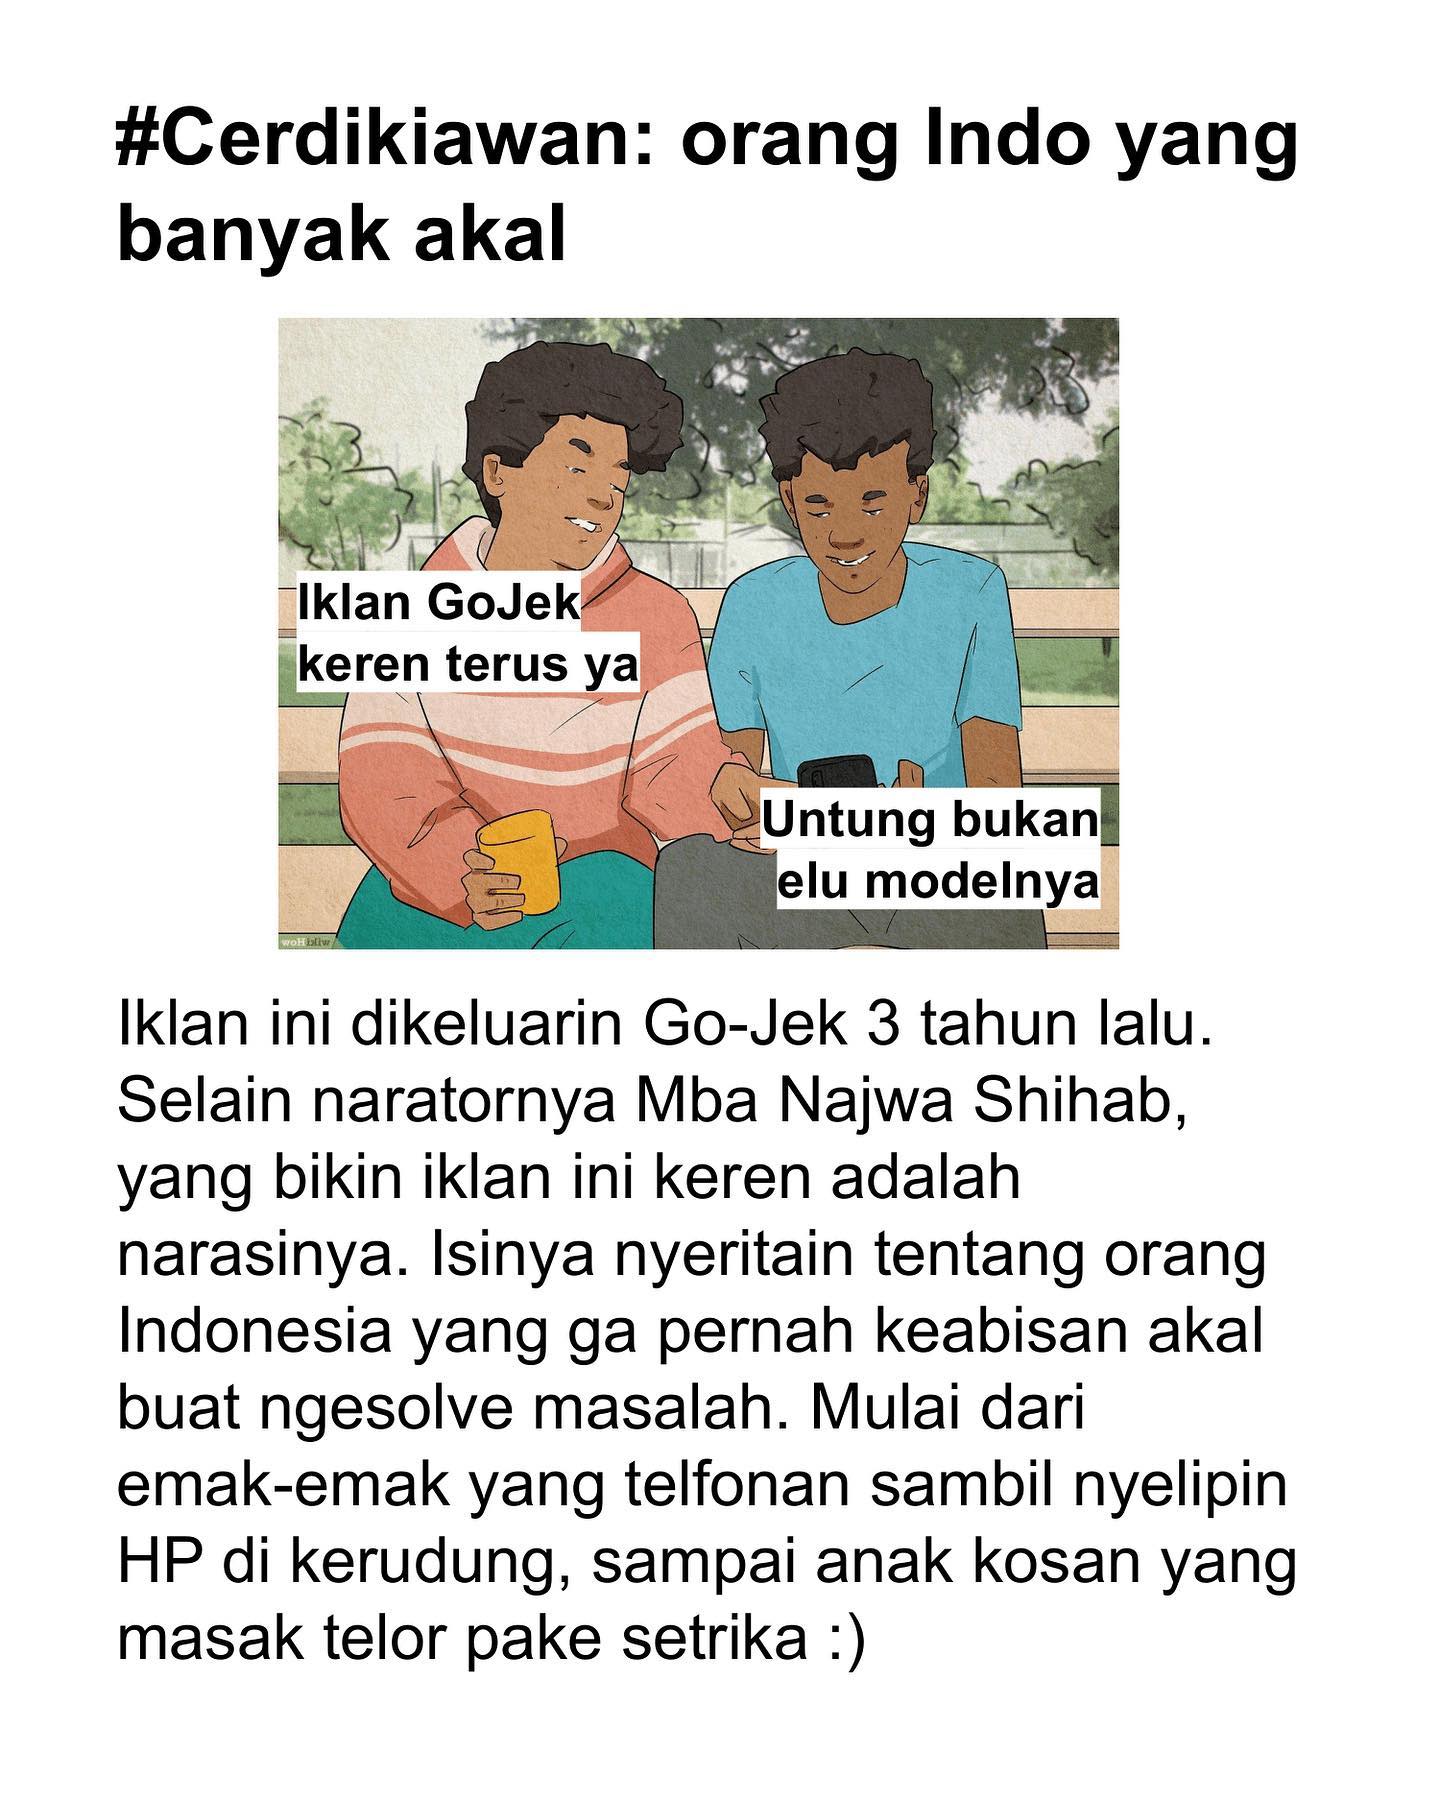 #Cerdikiawan: orang Indo yang
banyak akal
Iklan GoJek
keren terus ya
Untung bukan
elu modelnya
wikiHow
Iklan ini dikeluarin Go-Jek 3 tahun lalu.
Selain naratornya Mba Najwa Shihab,
yang bikin iklan ini keren adalah
narasinya. Isinya nyeritain tentang orang
Indonesia yang ga pernah keabisan akal
buat ngesolve masalah. Mulai dari
emak-emak yang telfonan sambil nyelipin
HP di kerudung, sampai anak kosan yang
masak telor pake setrika :)